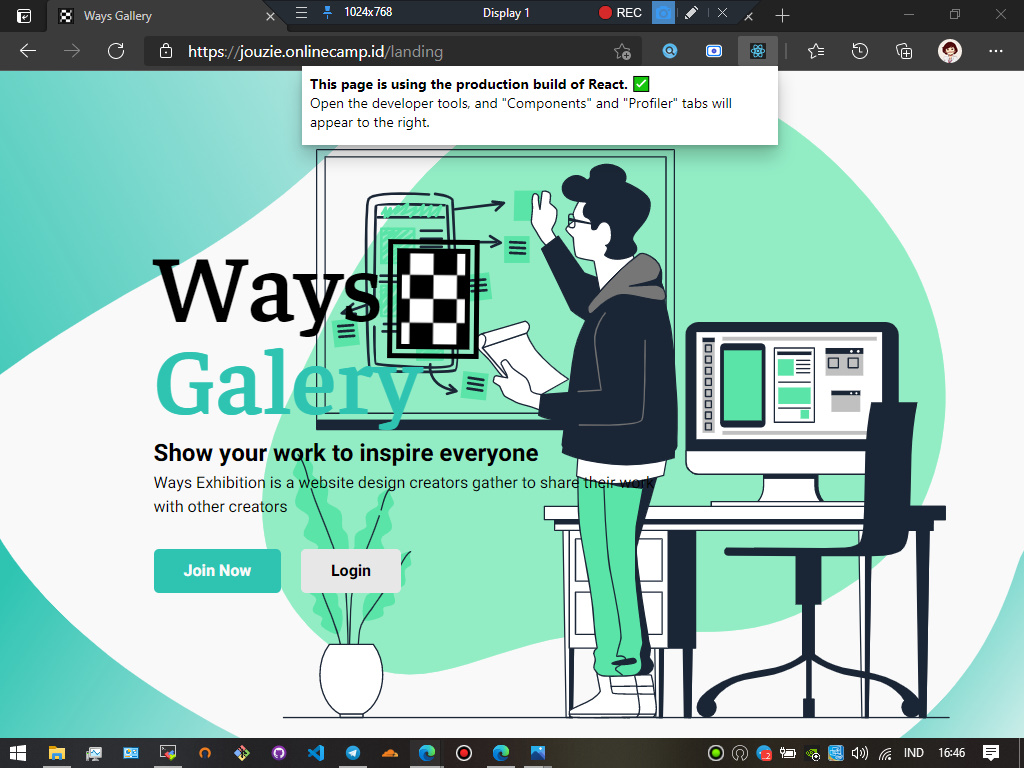 Ways Gallery
1024x768
Display 1
REC
https://jouzie.onlinecamp.id/landing
This page is using the production build of React. ✅
Open the developer tools, and "Components" and "Profiler" tabs will
appear to the right.
Ways
Galery
Show your work to inspire everyone
Ways Exhibition is a website design creators gather to share their work
with other creators
Join Now
Login
IND
16:46